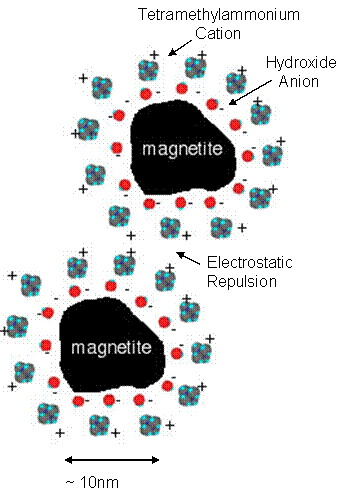 Tetramethylammonium
Cation
Hydroxide
Anion
magnetite
Electrostatic
Repulsion
magnetite
~ 10nm